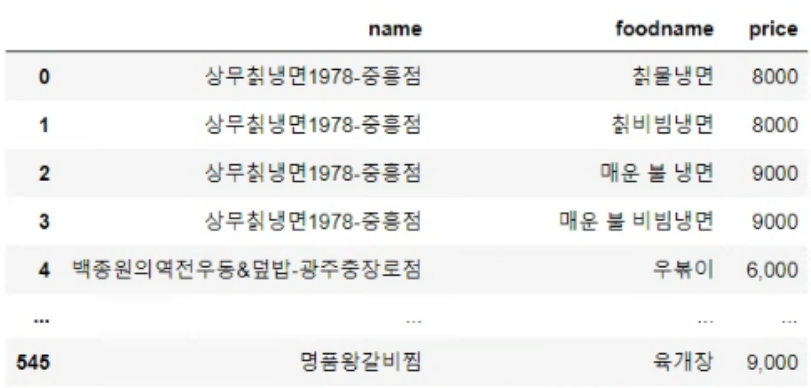 name foodname price
0 상무칡냉면1978-중흥점 칡물냉면 8000
1 상무칡냉면1978-중흥점 칡비빔냉면 8000
2 상무칡냉면1978-중흥점 매운 불 냉면 9000
3 상무칡냉면1978-중흥점 매운 불 비빔냉면 9000
4 백종원의역전우동&덮밥-광주충장로점 우볶이 6,000
... ... ... ...
545 명품왕갈비찜 육개장 9,000